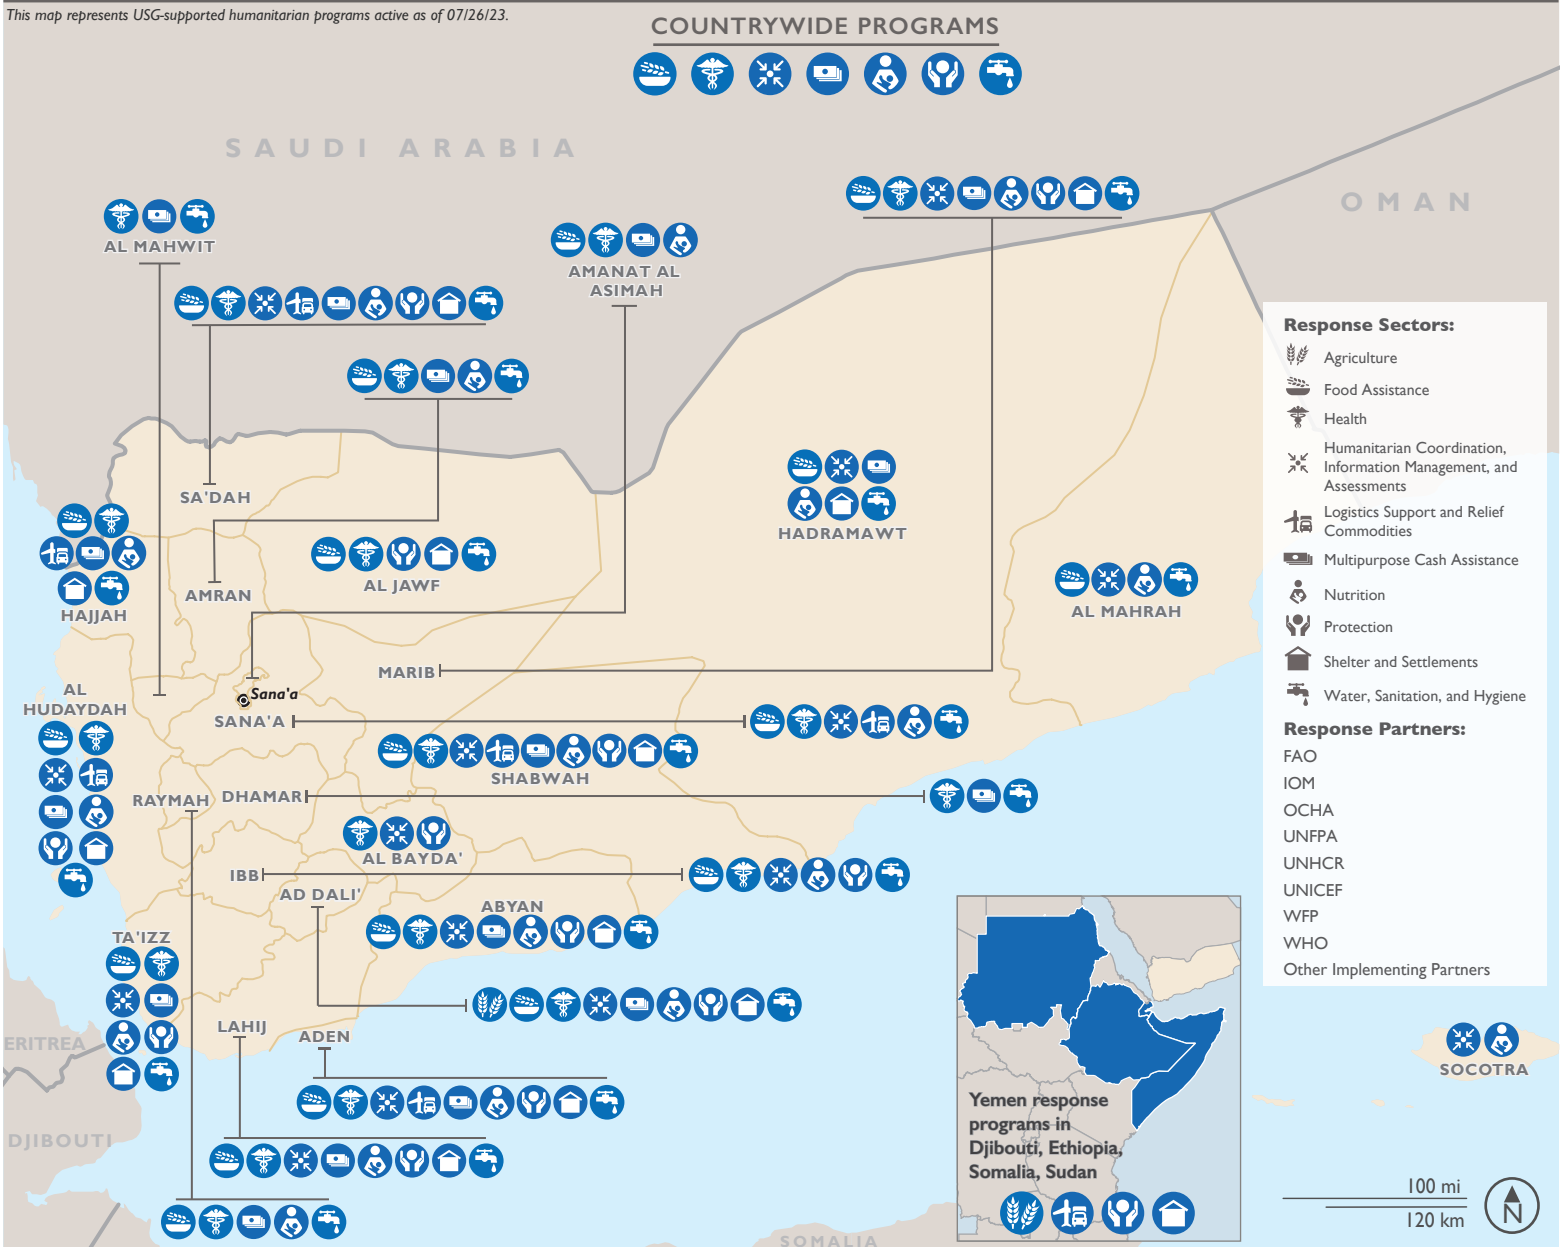 This map represents USG-supported humanitarian programs active as of 07/26/23.
COUNTRYWIDE PROGRAMS
SAUDI ARABIA
OMAN
AL MAHWIT
AMANAT AL
ASIMAH
SA'DAH
AMRAN
AL JAWF
HAJJAH
HADRAMAWT
AL MAHRAH
MARIB
AL
HUDAYDAH
Sana'a
SANA'A
SHABWAH
RAYMAH
DHAMAR
AL BAYDA'
IBB
AD DALI'
ABYAN
TA'IZZ
LAHIJ
ADEN
ERITREA
DJIBOUTI
SOMALIA
SOCOTRA
Response Sectors:
Agriculture
Food Assistance
Health
Humanitarian Coordination,
Information Management, and
Assessments
Logistics Support and Relief
Commodities
Multipurpose Cash Assistance
Nutrition
Protection
Shelter and Settlements
Water, Sanitation, and Hygiene
Response Partners:
FAO
IOM
OCHA
UNFPA
UNHCR
UNICEF
WFP
WHO
Other Implementing Partners
Yemen response
programs in
Djibouti, Ethiopia,
Somalia, Sudan
100 mi
120 km
N